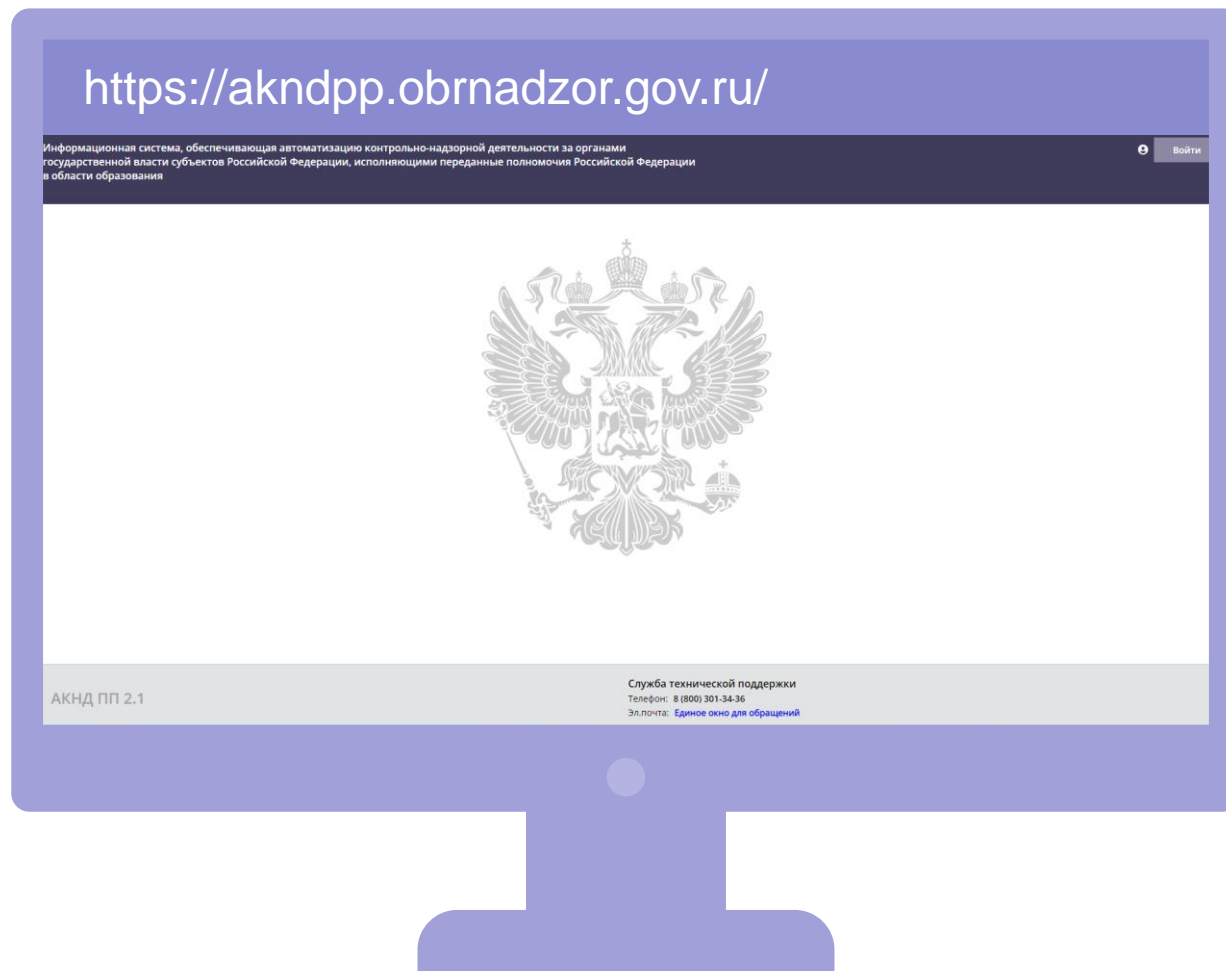 https://akndpp.obrnadzor.gov.ru/
Информационная система, обеспечивающая автоматизацию контрольно-надзорной деятельности за органами
государственной власти субъектов Российской Федерации, исполняющими переданные полномочия Российской Федерации
в области образования
Войти
АКНД ПП 2.1
Служба технической поддержки
Телефон: 8 (800) 301-34-36
Эл.почта: Единое окно для обращений